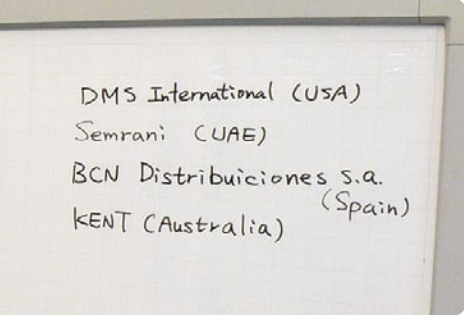 DMS International (USA)
Semrani (UAE)
BCN Distribuiciones s.a.
(Spain)
KENT (Australia)